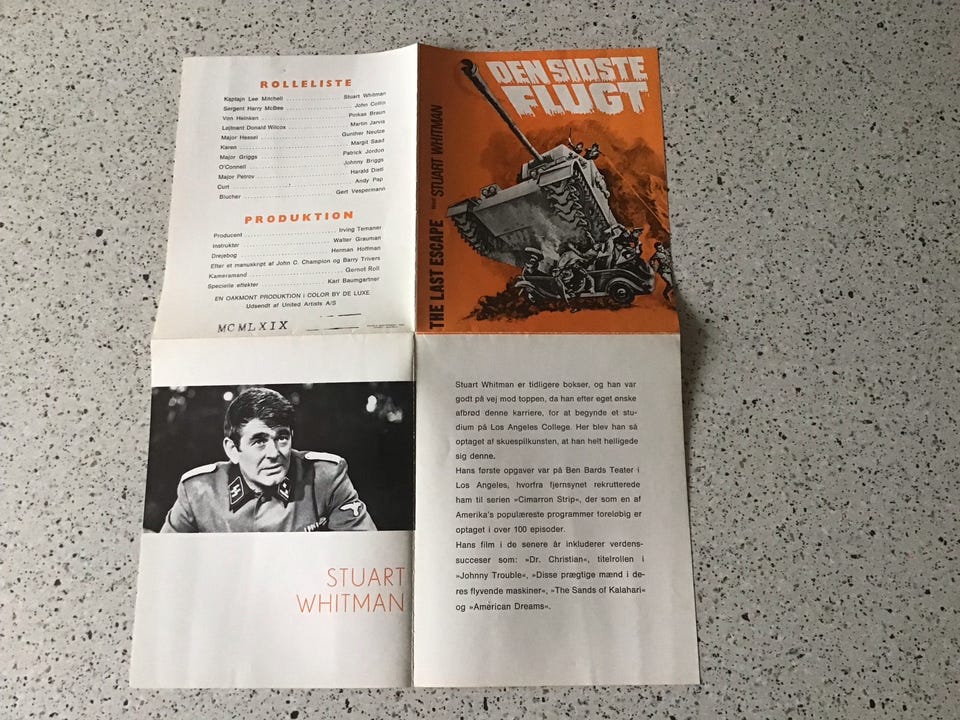 ROLLELISTE
Kaptajn Lee Mitchell .......... Stuart Whitman
Sergent Harry McBee .......... John Collin
Von Heinken .......... Pinkas Braun
Løjtnant Donald Wilcox .......... Martin Jarvis
Major Hessel .......... Gunther Neutze
Karen .......... Margit Saad
Major Griggs .......... Patrick Jordon
O'Connell .......... Johnny Briggs
Major Petrov .......... Harald Dietl
Curt .......... Andy Pap
Blucher .......... Gert Vespermann
PRODUKTION
Producent .......... Irving Temaner
Instruktør .......... Walter Grauman
Drejebog .......... Herman Hoffman
Efter et manuskript af John C. Champion og Barry Trivers
Kameramand .......... Gernot Roll
Specielle effekter .......... Karl Baumgartner
EN OAKMONT PRODUKTION i COLOR BY DE LUXE
Udsendt af United Artists A/S
MCMLXIX
DEN SIDSTE
FLUGT
THE LAST ESCAPE STUART WHITMAN
STUART
WHITMAN
Stuart Whitman er tidligere bokser, og han var
godt på vej mod toppen, da han efter eget ønske
afbrød denne karriere, for at begynde et stu-
dium på Los Angeles College. Her blev han så
optaget af skuespilkunsten, at han helt helligede
sig denne.
Hans første opgaver var på Ben Bards Teater i
Los Angeles, hvorfra fjernsynet rekrutterede
ham til serien »Cimarron Strip«, der som en af
Amerika's populæreste programmer foreløbig er
optaget i over 100 episoder.
Hans film i de senere år inkluderer verdens-
succeser som: »Dr. Christian«, titelrollen i
»Johnny Trouble«, »Disse prægtige mænd i de-
res flyvende maskiner«, »The Sands of Kalahari«
og »American Dreams«.